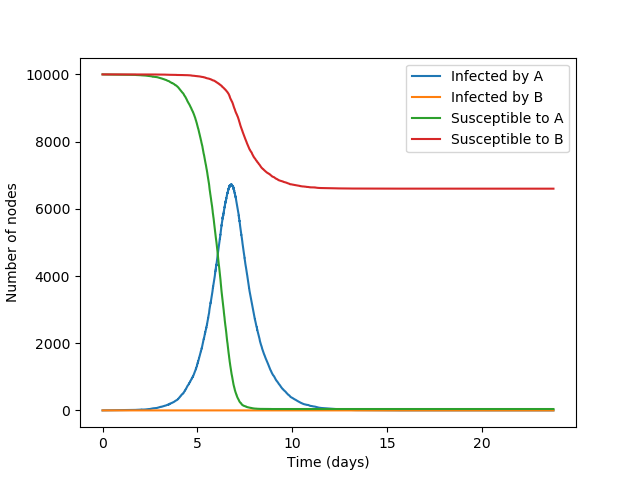 Number of nodes
10000
8000
6000
4000
2000
0
Infected by A
Infected by B
Susceptible to A
Susceptible to B
0 5 10 15 20
Time (days)